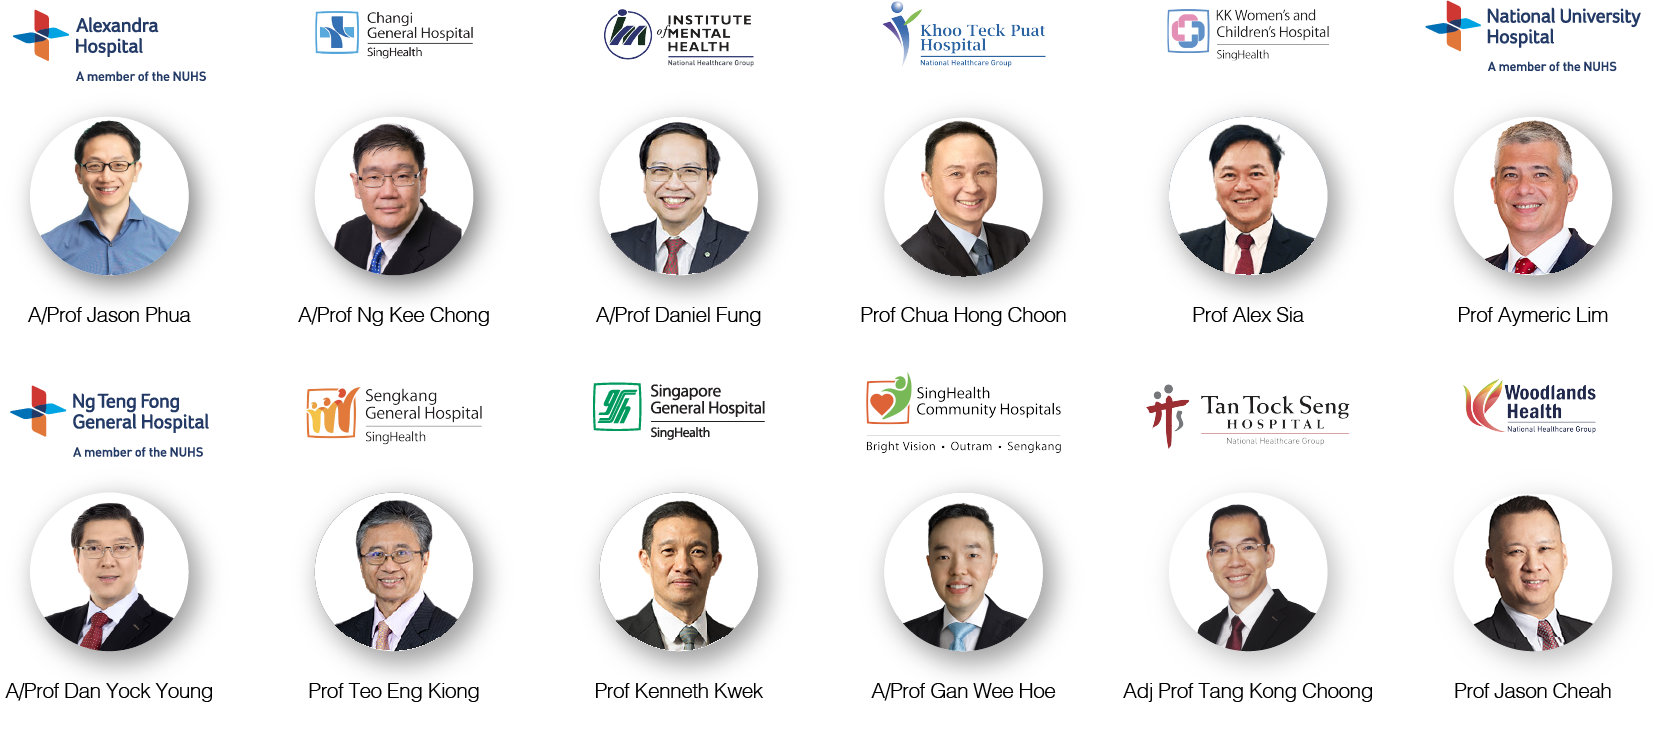 Alexandra
Hospital
A member of the NUHS
Changi
General Hospital
SingHealth
im
INSTITUTE
of MENTAL
HEALTH
National Healthcare Group
Khoo Teck Puat
Hospital
National Healthcare Group
KK Women's and
Children's Hospital
SingHealth
National University
Hospital
A member of the NUHS
A/Prof Jason Phua
A/Prof Ng Kee Chong
A/Prof Daniel Fung
Prof Chua Hong Choon
Prof Alex Sia
Prof Aymeric Lim
Ng Teng Fong
General Hospital
A member of the NUHS
Sengkang
General Hospital
SingHealth
Singapore
General Hospital
SingHealth
SingHealth
Community Hospitals
Bright Vision • Outram • Sengkang
Tan Tock Seng
HOSPITAL
National Healthcare Group
Woodlands
Health
National Healthcare Group
A/Prof Dan Yock Young
Prof Teo Eng Kiong
Prof Kenneth Kwek
A/Prof Gan Wee Hoe
Adj Prof Tang Kong Choong
Prof Jason Cheah